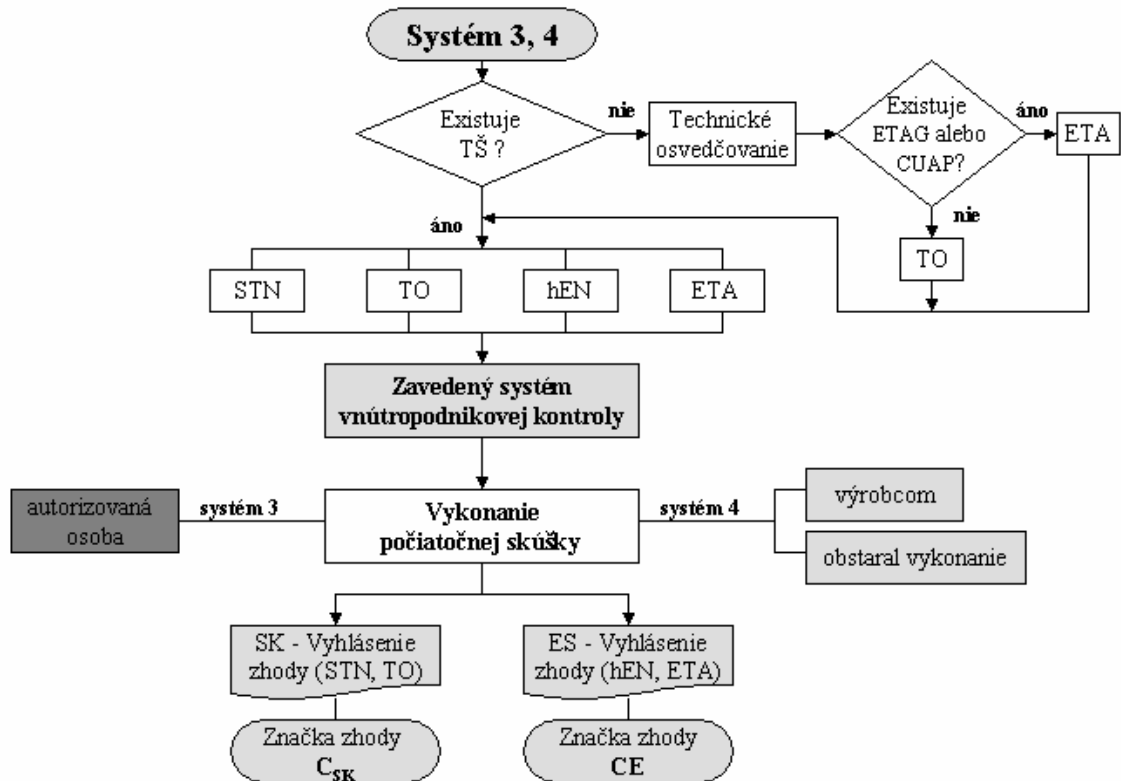 Systém 3, 4
Existuje
TŠ ?
nie
Technické
osvedčovanie
Existuje
ETAG alebo
CUAP?
áno
ETA
nie
TO
áno
STN
TO
hEN
ETA
Zavedený systém
vnútropodnikovej kontroly
autorizovaná
osoba
systém 3
Vykonanie
počiatočnej skúšky
systém 4
výrobcom
obstaral vykonanie
SK - Vyhlásenie
zhody (STN, TO)
ES - Vyhlásenie
zhody (hEN, ETA)
Značka zhody
CSK
Značka zhody
CE